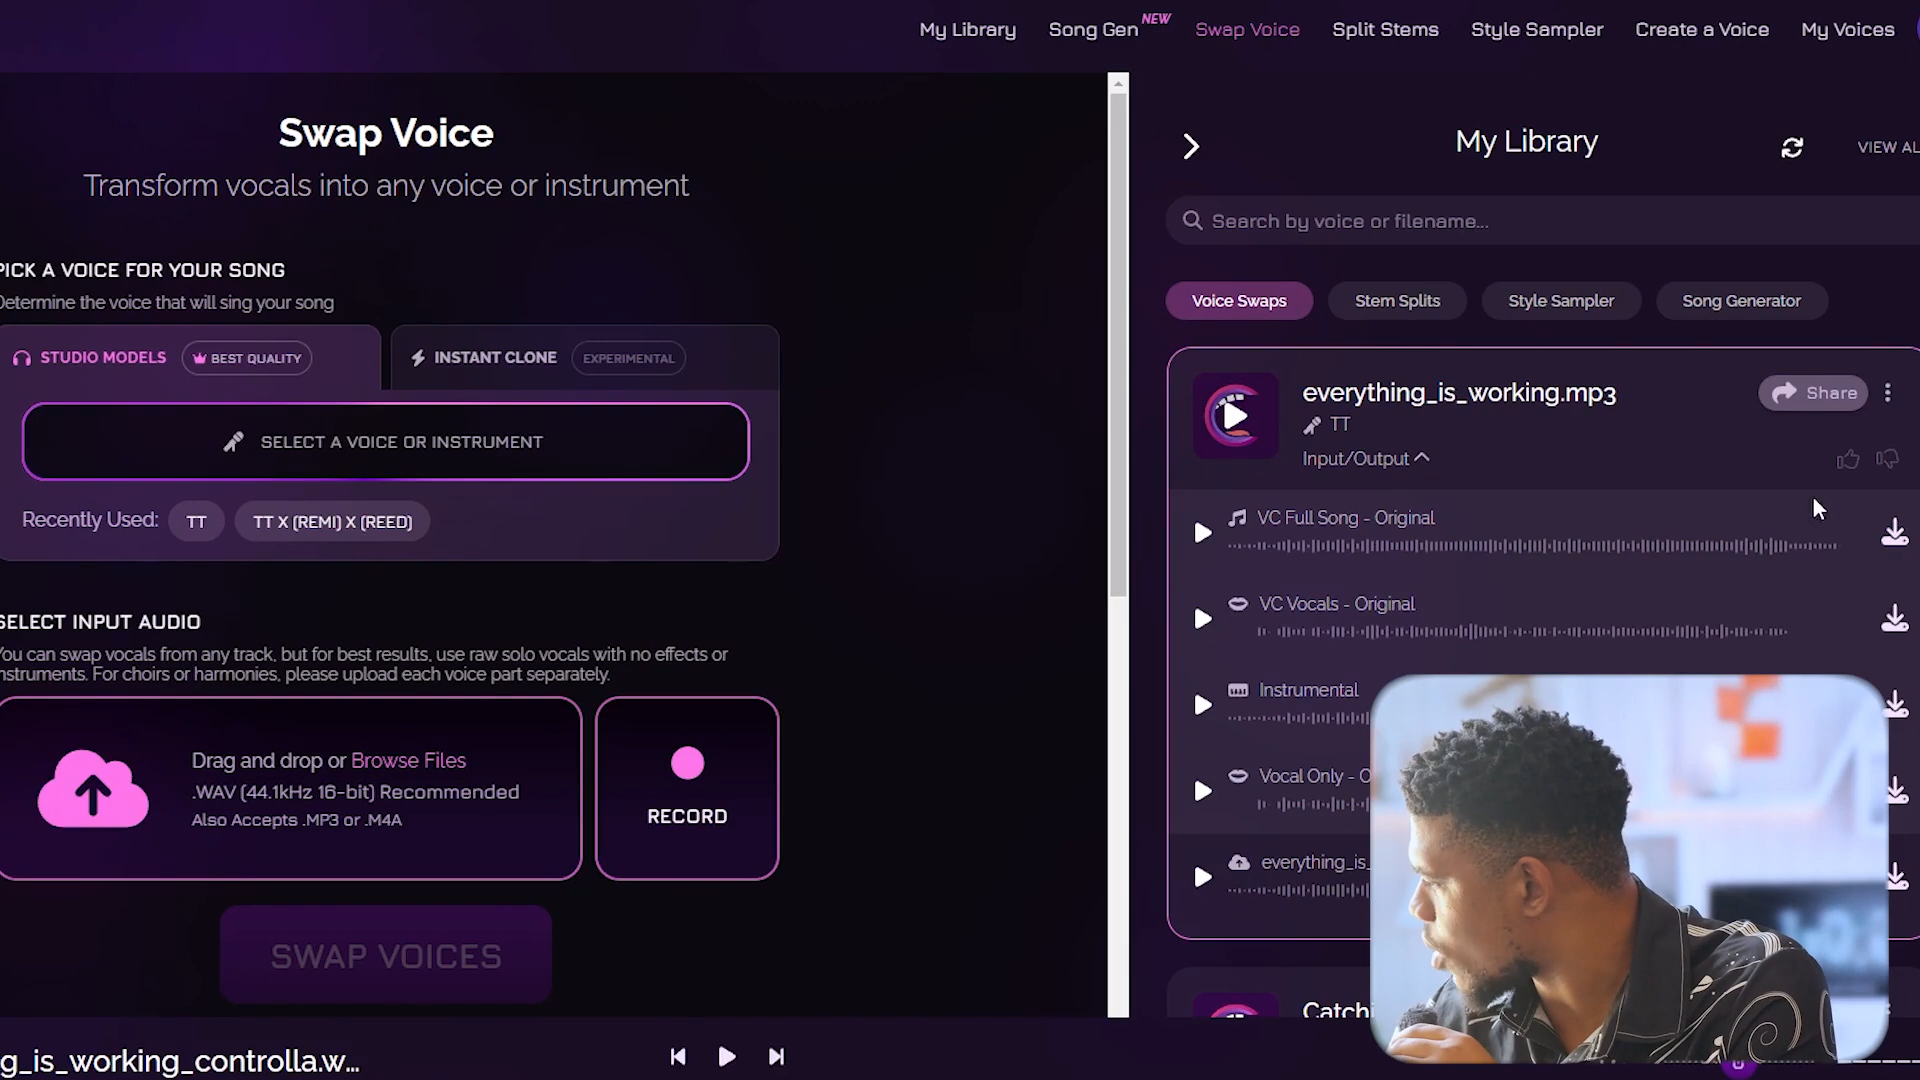 My Library
Song Gen NEW
Swap Voice
Split Stems
Style Sampler
Create a Voice
My Voices
Swap Voice
Transform vocals into any voice or instrument
PICK A VOICE FOR YOUR SONG
Determine the voice that will sing your song
STUDIO MODELS
BEST QUALITY
INSTANT CLONE
EXPERIMENTAL
SELECT A VOICE OR INSTRUMENT
Recently Used:
TT
TT X (REMI) X (REED)
SELECT INPUT AUDIO
You can swap vocals from any track, but for best results, use raw solo vocals with no effects or
instruments. For choirs or harmonies, please upload each voice part separately.
Drag and drop or Browse Files
.WAV (44.1kHz 16-bit) Recommended
Also Accepts .MP3 or .M4A
RECORD
SWAP VOICES
My Library
VIEW AL
Search by voice or filename...
Voice Swaps
Stem Splits
Style Sampler
Song Generator
everything_is_working.mp3
Share
TT
Input/Output
VC Full Song - Original
VC Vocals - Original
Instrumental
Vocal Only - O
everything_is_
Catchi
g_is_working_controlla.w...